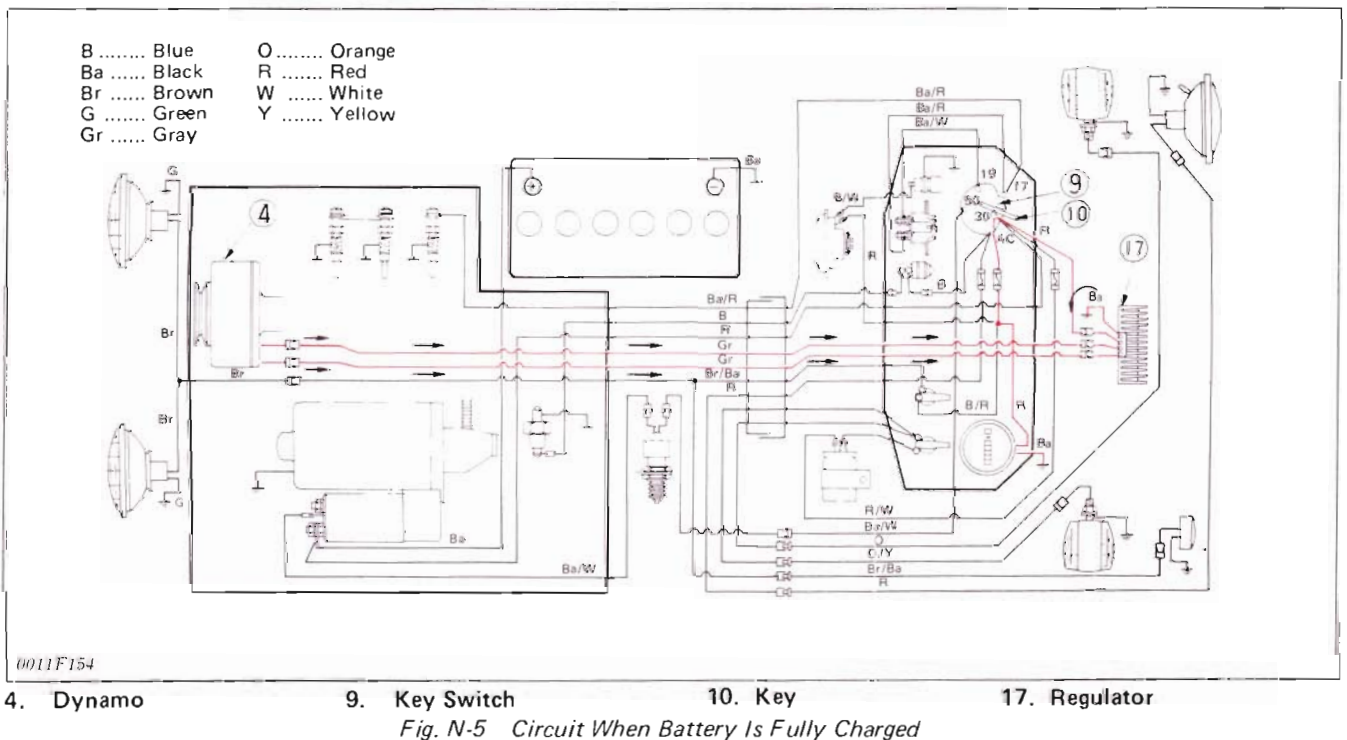 B ........ Blue O ........ Orange
Ba ...... Black R ....... Red
Br ...... Brown W ...... White
G ....... Green Y ....... Yellow
Gr ...... Gray
G
4
Br
Br
Br
G
Ba
Ba/W
Ba
Ba/R
B
R
Gr
Gr
Br/Ba
R
Ba/R
Ba/R
Ba/W
B/W
R
B
19
17
50
30
AC
9
10
R
17
Ba
B/R
R
Ba
R/W
Ba/W
O
O/Y
Br/Ba
R
0011F154
4. Dynamo 9. Key Switch 10. Key 17. Regulator
Fig. N-5 Circuit When Battery Is Fully Charged